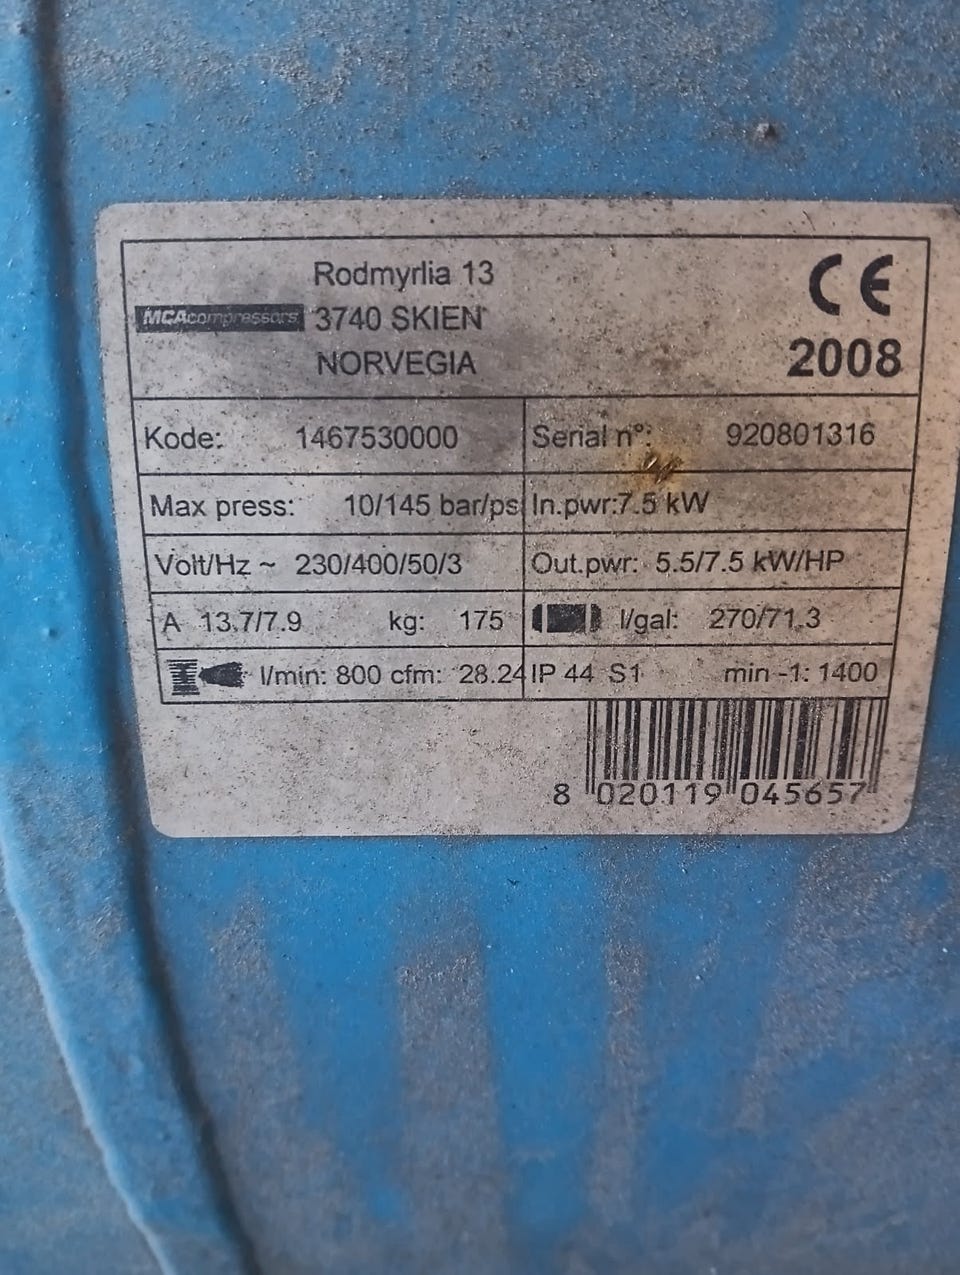 Rodmyrlia 13
MCAcompressors 3740 SKIEN
NORVEGIA
CE
2008
Kode: 1467530000 Serial n°: 920801316
Max press: 10/145 bar/ps In.pwr:7.5 kW
Volt/Hz ~ 230/400/50/3 Out.pwr: 5.5/7.5 kW/HP
A 13.7/7.9 kg: 175 l/gal: 270/71.3
l/min: 800 cfm: 28.24 IP 44 S1 min -1: 1400
8 020119 045657